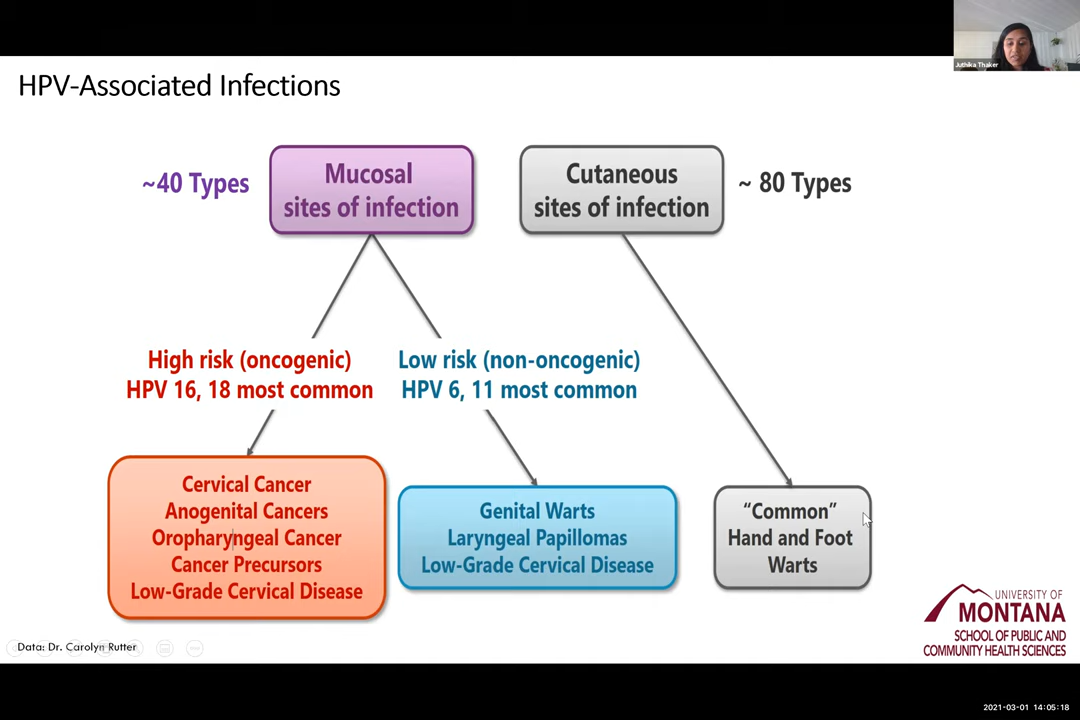 Juthika Thaker
HPV-Associated Infections
~40 Types
Mucosal
sites of infection
Cutaneous
sites of infection
~ 80 Types
High risk (oncogenic)
HPV 16, 18 most common
Low risk (non-oncogenic)
HPV 6, 11 most common
Cervical Cancer
Anogenital Cancers
Oropharyngeal Cancer
Cancer Precursors
Low-Grade Cervical Disease
Genital Warts
Laryngeal Papillomas
Low-Grade Cervical Disease
“Common”
Hand and Foot
Warts
UNIVERSITY OF
MONTANA
SCHOOL OF PUBLIC AND
COMMUNITY HEALTH SCIENCES
Data: Dr. Carolyn Rutter
2021-03-01 14:05:18